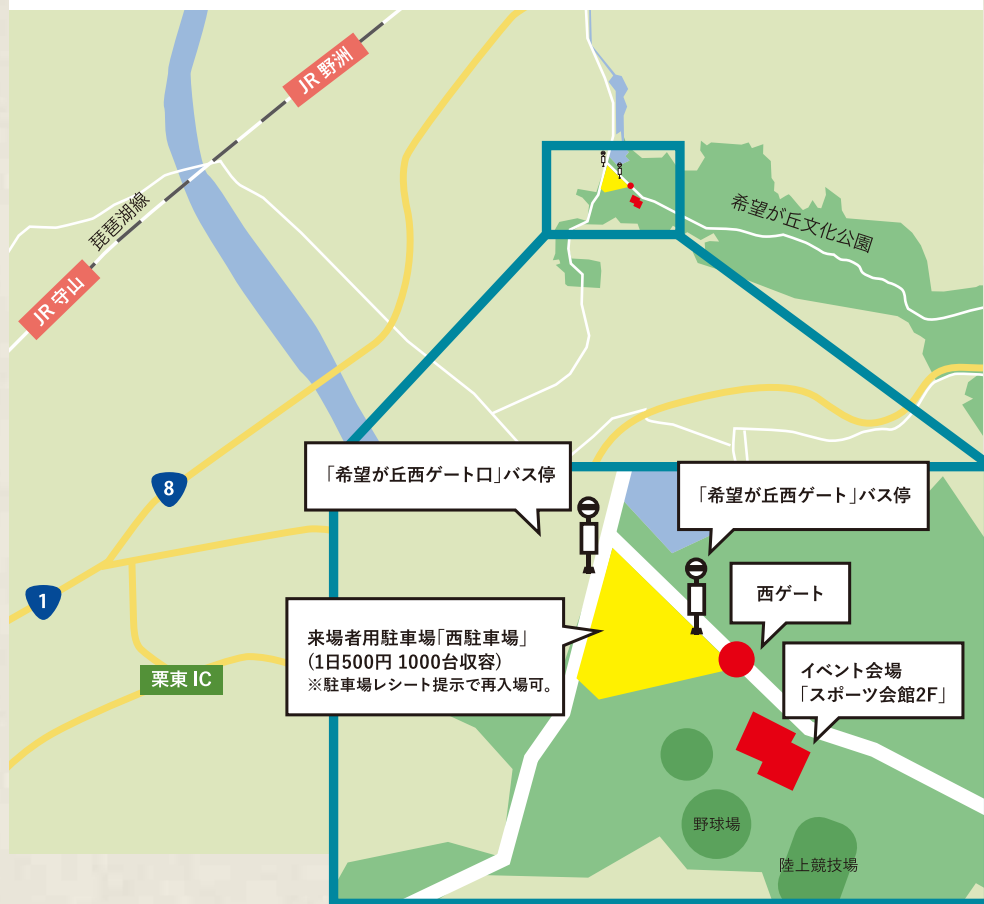 JR 野洲
琵琶湖線
JR 守山
希望が丘文化公園
8
1
栗東 IC
「希望が丘西ゲート口」バス停
「希望が丘西ゲート」バス停
西ゲート
来場者用駐車場「西駐車場」
(1日500円 1000台収容)
※駐車場レシート提示で再入場可。
イベント会場
「スポーツ会館2F」
野球場
陸上競技場